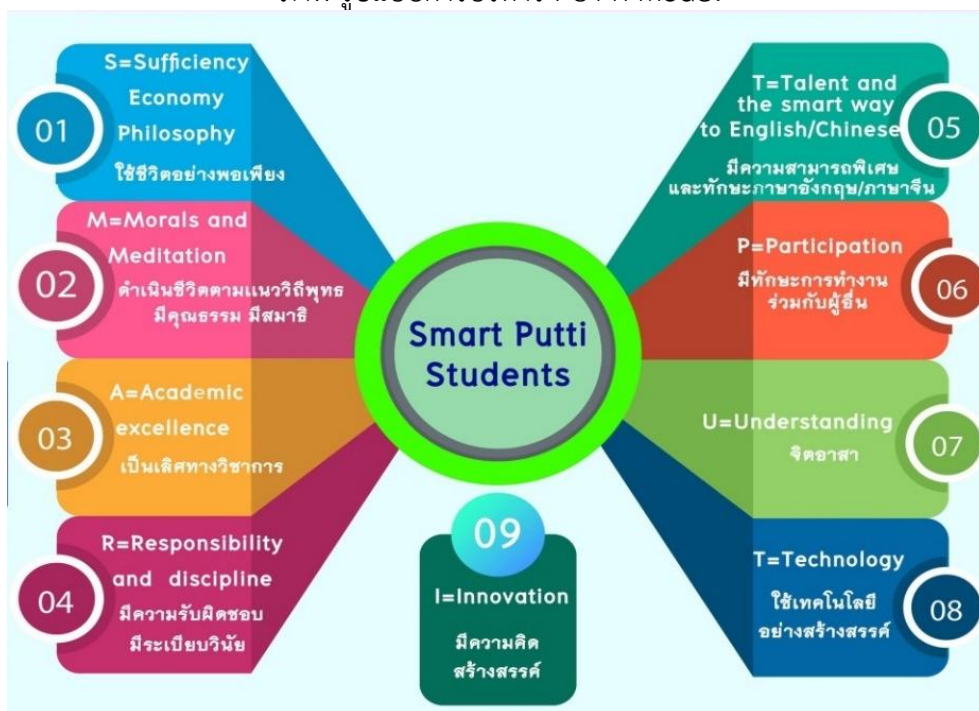 01
S=Sufficiency
Economy
Philosophy
ใช้ชีวิตอย่างพอเพียง
02
M=Morals and
Meditation
ดำเนินชีวิตตามแนววิถีพุทธ
มีคุณธรรม มีสมาธิ
03
A=Academic
excellence
เป็นเลิศทางวิชาการ
04
R=Responsibility
and discipline
มีความรับผิดชอบ
มีระเบียบวินัย
Smart Putti
Students
05
T=Talent and
the smart way
to English/Chinese
มีความสามารถพิเศษ
และทักษะภาษาอังกฤษ/ภาษาจีน
06
P=Participation
มีทักษะการทำงาน
ร่วมกับผู้อื่น
07
U=Understanding
จิตอาสา
08
T=Technology
ใช้เทคโนโลยี
อย่างสร้างสรรค์
09
I=Innovation
มีความคิด
สร้างสรรค์